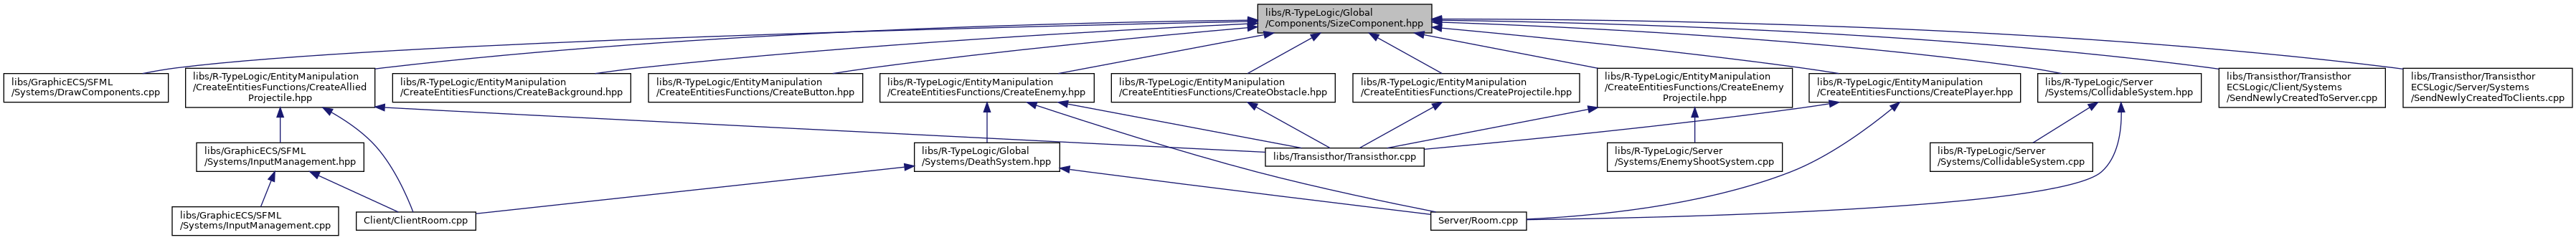 libs/R-TypeLogic/Global
/Components/SizeComponent.hpp
libs/GraphicECS/SFML
/Systems/DrawComponents.cpp
libs/R-TypeLogic/EntityManipulation
/CreateEntitiesFunctions/CreateAllied
Projectile.hpp
libs/R-TypeLogic/EntityManipulation
/CreateEntitiesFunctions/CreateBackground.hpp
libs/R-TypeLogic/EntityManipulation
/CreateEntitiesFunctions/CreateButton.hpp
libs/R-TypeLogic/EntityManipulation
/CreateEntitiesFunctions/CreateEnemy.hpp
libs/R-TypeLogic/EntityManipulation
/CreateEntitiesFunctions/CreateObstacle.hpp
libs/R-TypeLogic/EntityManipulation
/CreateEntitiesFunctions/CreateProjectile.hpp
libs/R-TypeLogic/EntityManipulation
/CreateEntitiesFunctions/CreateEnemy
Projectile.hpp
libs/R-TypeLogic/EntityManipulation
/CreateEntitiesFunctions/CreatePlayer.hpp
libs/R-TypeLogic/Server
/Systems/CollidableSystem.hpp
libs/Transisthor/Transisthor
ECSLogic/Client/Systems
/SendNewlyCreatedToServer.cpp
libs/Transisthor/Transisthor
ECSLogic/Server/Systems
/SendNewlyCreatedToClients.cpp
libs/GraphicECS/SFML
/Systems/InputManagement.hpp
libs/R-TypeLogic/Global
/Systems/DeathSystem.hpp
libs/Transisthor/Transisthor.cpp
libs/R-TypeLogic/Server
/Systems/EnemyShootSystem.cpp
libs/R-TypeLogic/Server
/Systems/CollidableSystem.cpp
libs/GraphicECS/SFML
/Systems/InputManagement.cpp
Client/ClientRoom.cpp
Server/Room.cpp